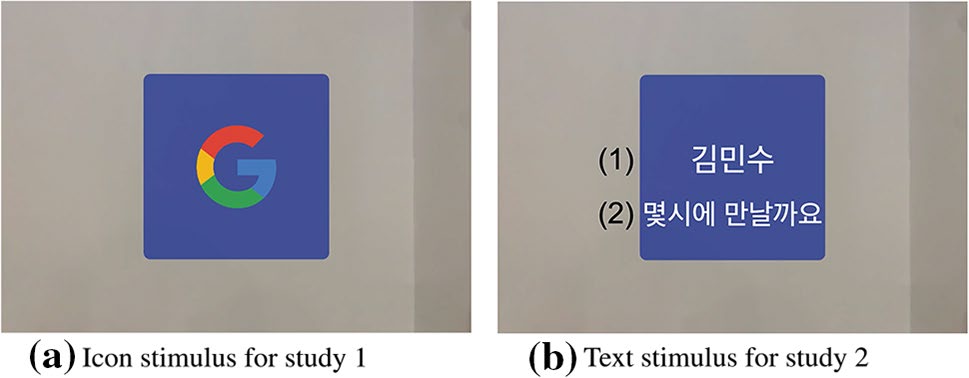 G
(1) 김민수
(2) 몇시에 만날까요
(a) Icon stimulus for study 1
(b) Text stimulus for study 2